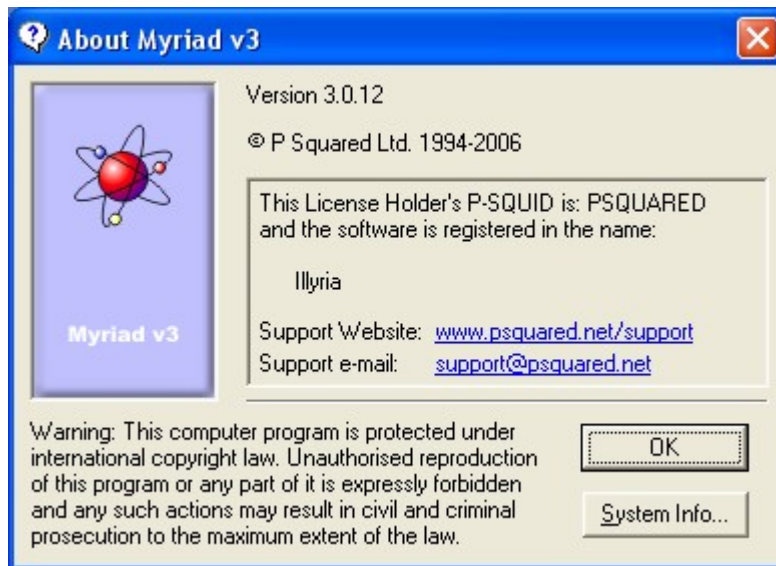 About Myriad v3
Version 3.0.12
© P Squared Ltd. 1994-2006
This License Holder's P-SQUID is: PSQUARED
and the software is registered in the name:
Illyria
Myriad v3
Support Website: www.psquared.net/support
Support e-mail: support@psquared.net
Warning: This computer program is protected under
international copyright law. Unauthorised reproduction
of this program or any part of it is expressly forbidden
and any such actions may result in civil and criminal
prosecution to the maximum extent of the law.
OK
System Info...